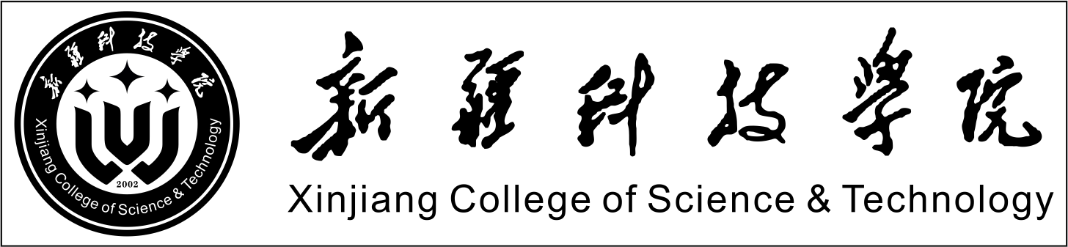 新疆科技学院
Xinjiang College of Science & Technology
2002
新疆科技學院
Xinjiang College of Science & Technology